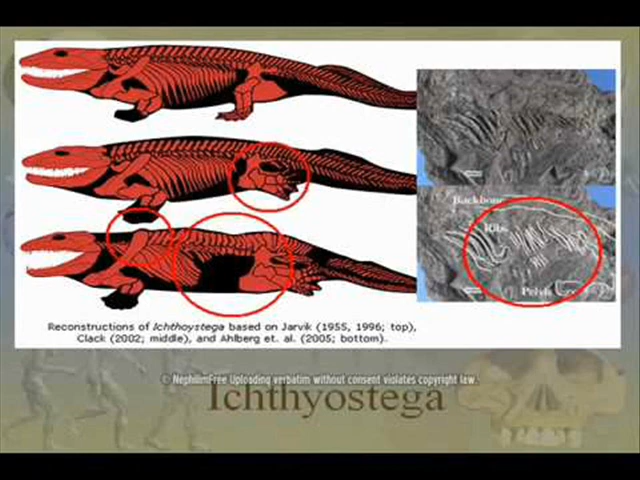 Backbone
Ribs
Pelvis
Reconstructions of Ichthoystega based on Jarvik (1955, 1996; top),
Clack (2002; middle), and Ahlberg et. al. (2005; bottom).
© NephilimFree Uploading verbatim without consent violates copyright law.
Ichthyostega